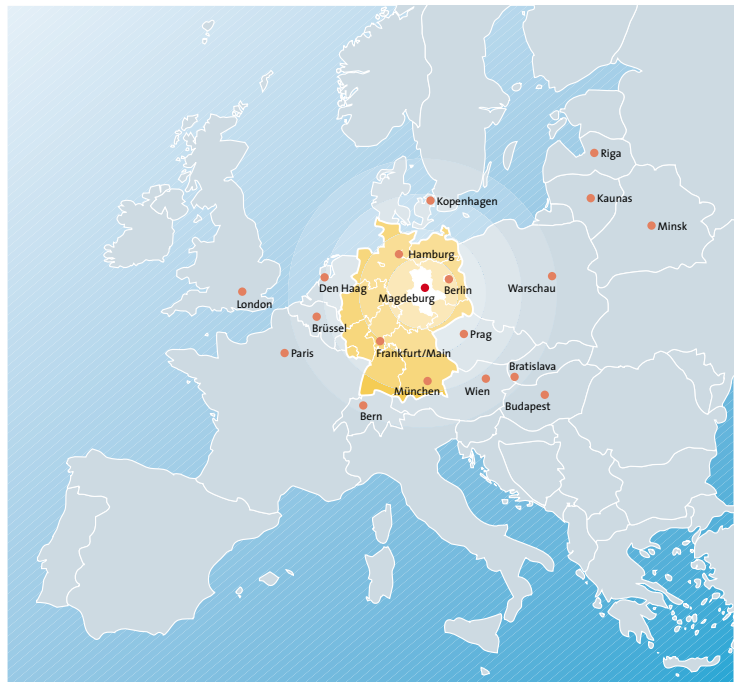 Riga
Kaunas
Kopenhagen
Minsk
Hamburg
Den Haag
Berlin
Warschau
Magdeburg
London
Brüssel
Prag
Paris
Frankfurt/Main
Bratislava
München
Wien
Budapest
Bern